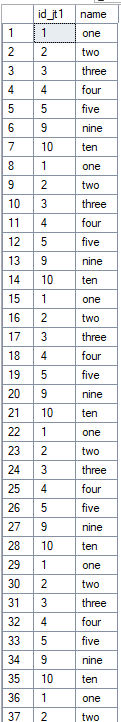 id_jt1 name
1 1 one
2 2 two
3 3 three
4 4 four
5 5 five
6 9 nine
7 10 ten
8 1 one
9 2 two
10 3 three
11 4 four
12 5 five
13 9 nine
14 10 ten
15 1 one
16 2 two
17 3 three
18 4 four
19 5 five
20 9 nine
21 10 ten
22 1 one
23 2 two
24 3 three
25 4 four
26 5 five
27 9 nine
28 10 ten
29 1 one
30 2 two
31 3 three
32 4 four
33 5 five
34 9 nine
35 10 ten
36 1 one
37 2 two